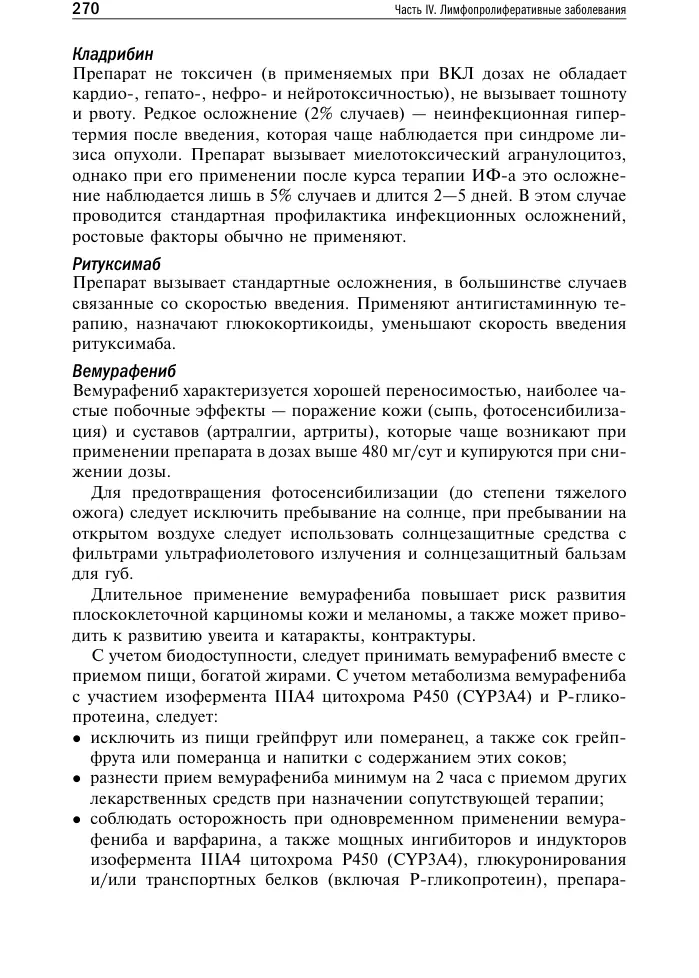 270
Часть IV. Лимфопролиферативные заболевания
Кладрибин
Препарат не токсичен (в применяемых при ВКЛ дозах не обладает
кардио-, гепато-, нефро- и нейротоксичностью), не вызывает тошноту
и рвоту. Редкое осложнение (2% случаев) — неинфекционная гипер-
термия после введения, которая чаще наблюдается при синдроме ли-
зиса опухоли. Препарат вызывает миелотоксический агранулоцитоз,
однако при его применении после курса терапии ИФ-α это осложне-
ние наблюдается лишь в 5% случаев и длится 2—5 дней. В этом случае
проводится стандартная профилактика инфекционных осложнений,
ростовые факторы обычно не применяют.
Ритуксимаб
Препарат вызывает стандартные осложнения, в большинстве случаев
связанные со скоростью введения. Применяют антигистаминную те-
рапию, назначают глюкокортикоиды, уменьшают скорость введения
ритуксимаба.
Вемурафениб
Вемурафениб характеризуется хорошей переносимостью, наиболее ча-
стые побочные эффекты — поражение кожи (сыпь, фотосенсибилиза-
ция) и суставов (артралгии, артриты), которые чаще возникают при
применении препарата в дозах выше 480 мг/сут и купируются при сни-
жении дозы.
Для предотвращения фотосенсибилизации (до степени тяжелого
ожога) следует исключить пребывание на солнце, при пребывании на
открытом воздухе следует использовать солнцезащитные средства с
фильтрами ультрафиолетового излучения и солнцезащитный бальзам
для губ.
Длительное применение вемурафениба повышает риск развития
плоскоклеточной карциномы кожи и меланомы, а также может приво-
дить к развитию увеита и катаракты, контрактуры.
С учетом биодоступности, следует принимать вемурафениб вместе с
приемом пищи, богатой жирами. С учетом метаболизма вемурафениба
с участием изофермента IIIA4 цитохрома P450 (CYP3A4) и P-глико-
протеина, следует:
● исключить из пищи грейпфрут или померанец, а также сок грейп-
фрута или померанца и напитки с содержанием этих соков;
● разнести прием вемурафениба минимум на 2 часа с приемом других
лекарственных средств при назначении сопутствующей терапии;
● соблюдать осторожность при одновременном применении вемура-
фениба и варфарина, а также мощных ингибиторов и индукторов
изофермента IIIA4 цитохрома P450 (CYP3A4), глюкуронирования
и/или транспортных белков (включая P-гликопротеин), препара-